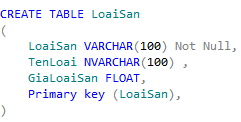 CREATE TABLE LoaiSan
(
LoaiSan VARCHAR(100) Not Null,
TenLoai NVARCHAR(100) ,
GiaLoaiSan FLOAT,
Primary key (LoaiSan),
)